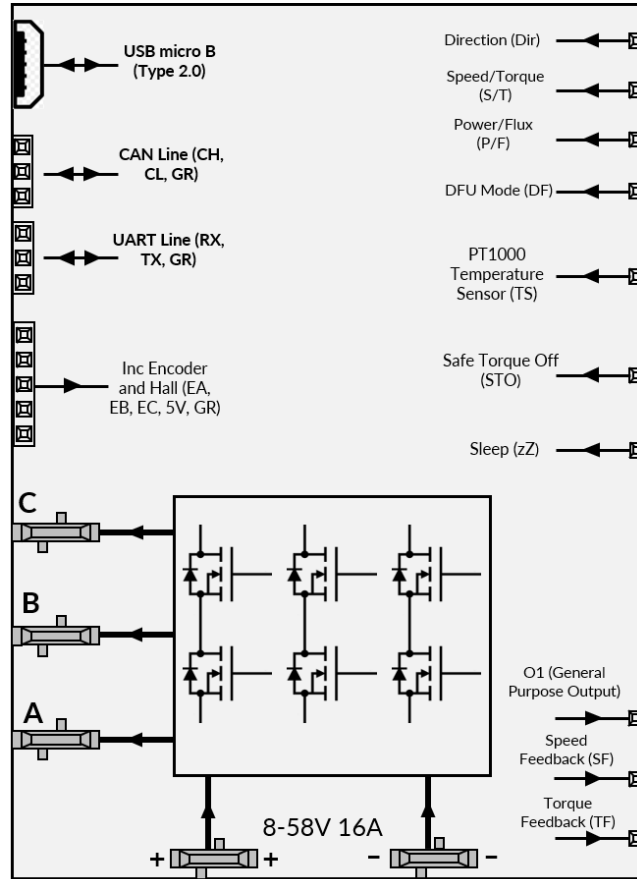 USB micro B
(Type 2.0)
CAN Line (CH,
CL, GR)
UART Line (RX,
TX, GR)
Inc Encoder
and Hall (EA,
EB, EC, 5V, GR)
Direction (Dir)
Speed/Torque
(S/T)
Power/Flux
(P/F)
DFU Mode (DF)
PT1000
Temperature
Sensor (TS)
Safe Torque Off
(STO)
Sleep (zZ)
C
B
A
8-58V 16A
+ +
- -
O1 (General
Purpose Output)
Speed
Feedback (SF)
Torque
Feedback (TF)